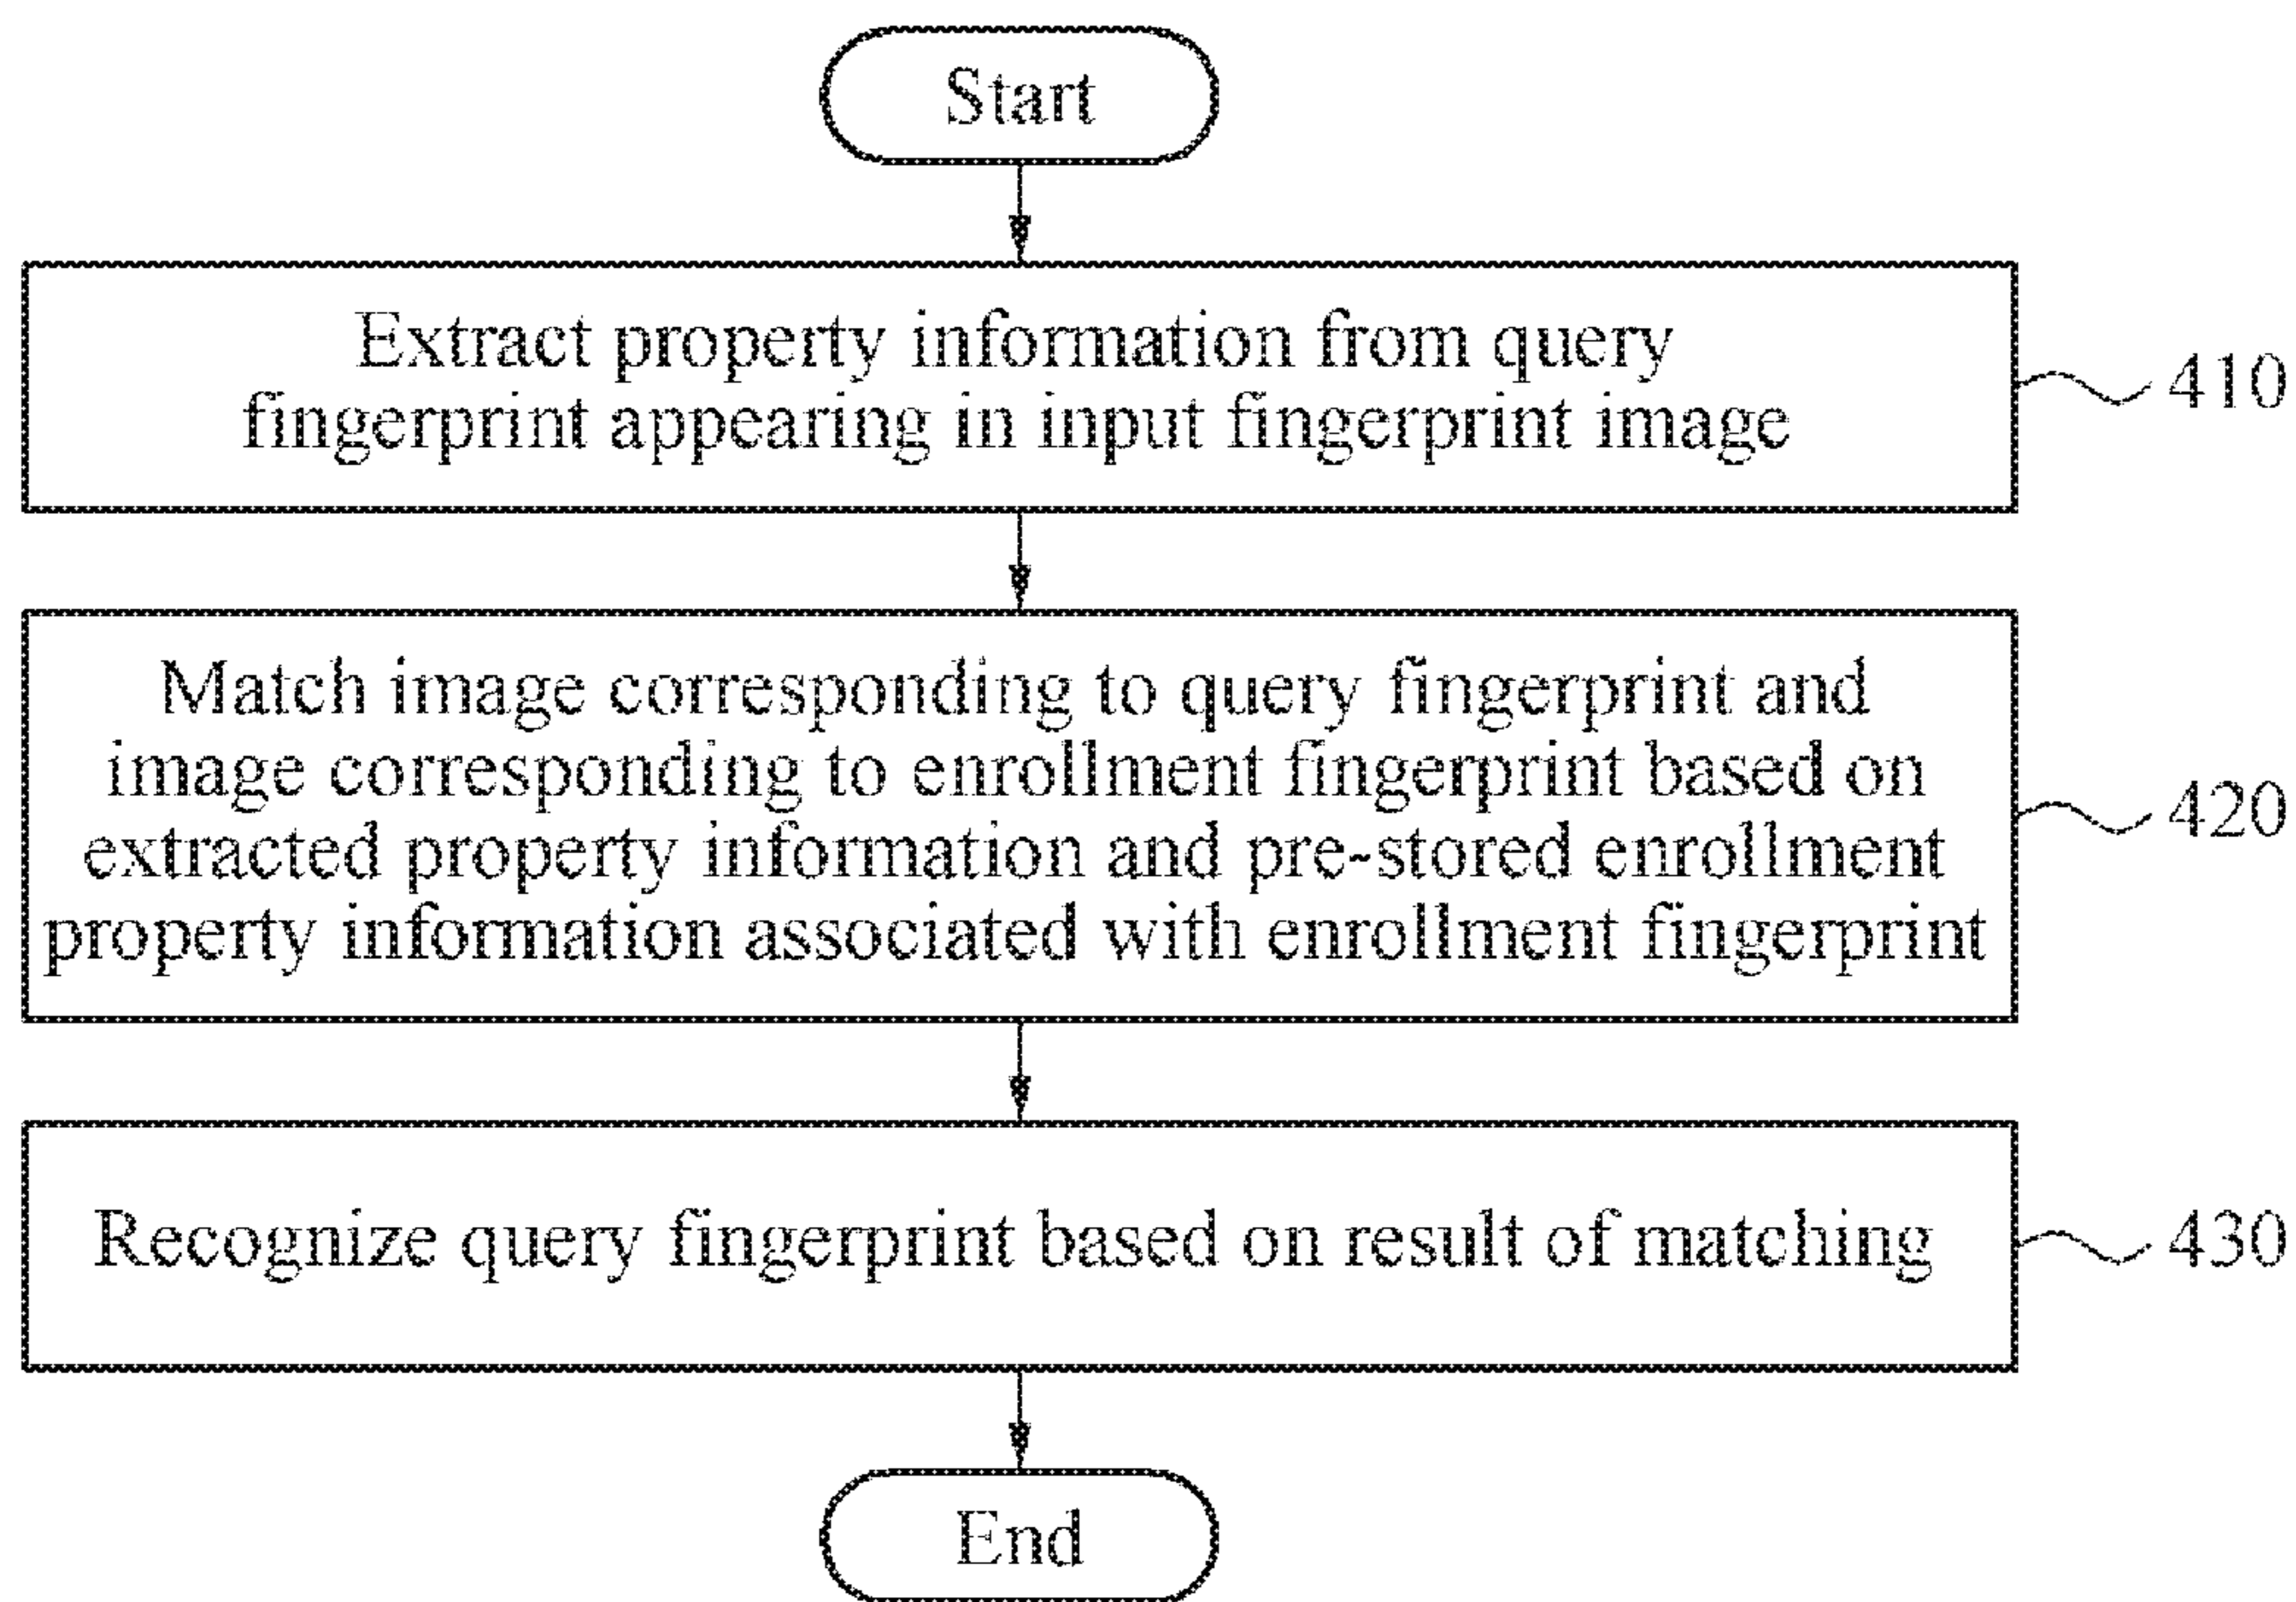 Start
Extract property information from query
fingerprint appearing in input fingerprint image
410
Match image corresponding to query fingerprint and
image corresponding to enrollment fingerprint based on
extracted property information and pre-stored enrollment
property information associated with enrollment fingerprint
420
Recognize query fingerprint based on result of matching
430
End